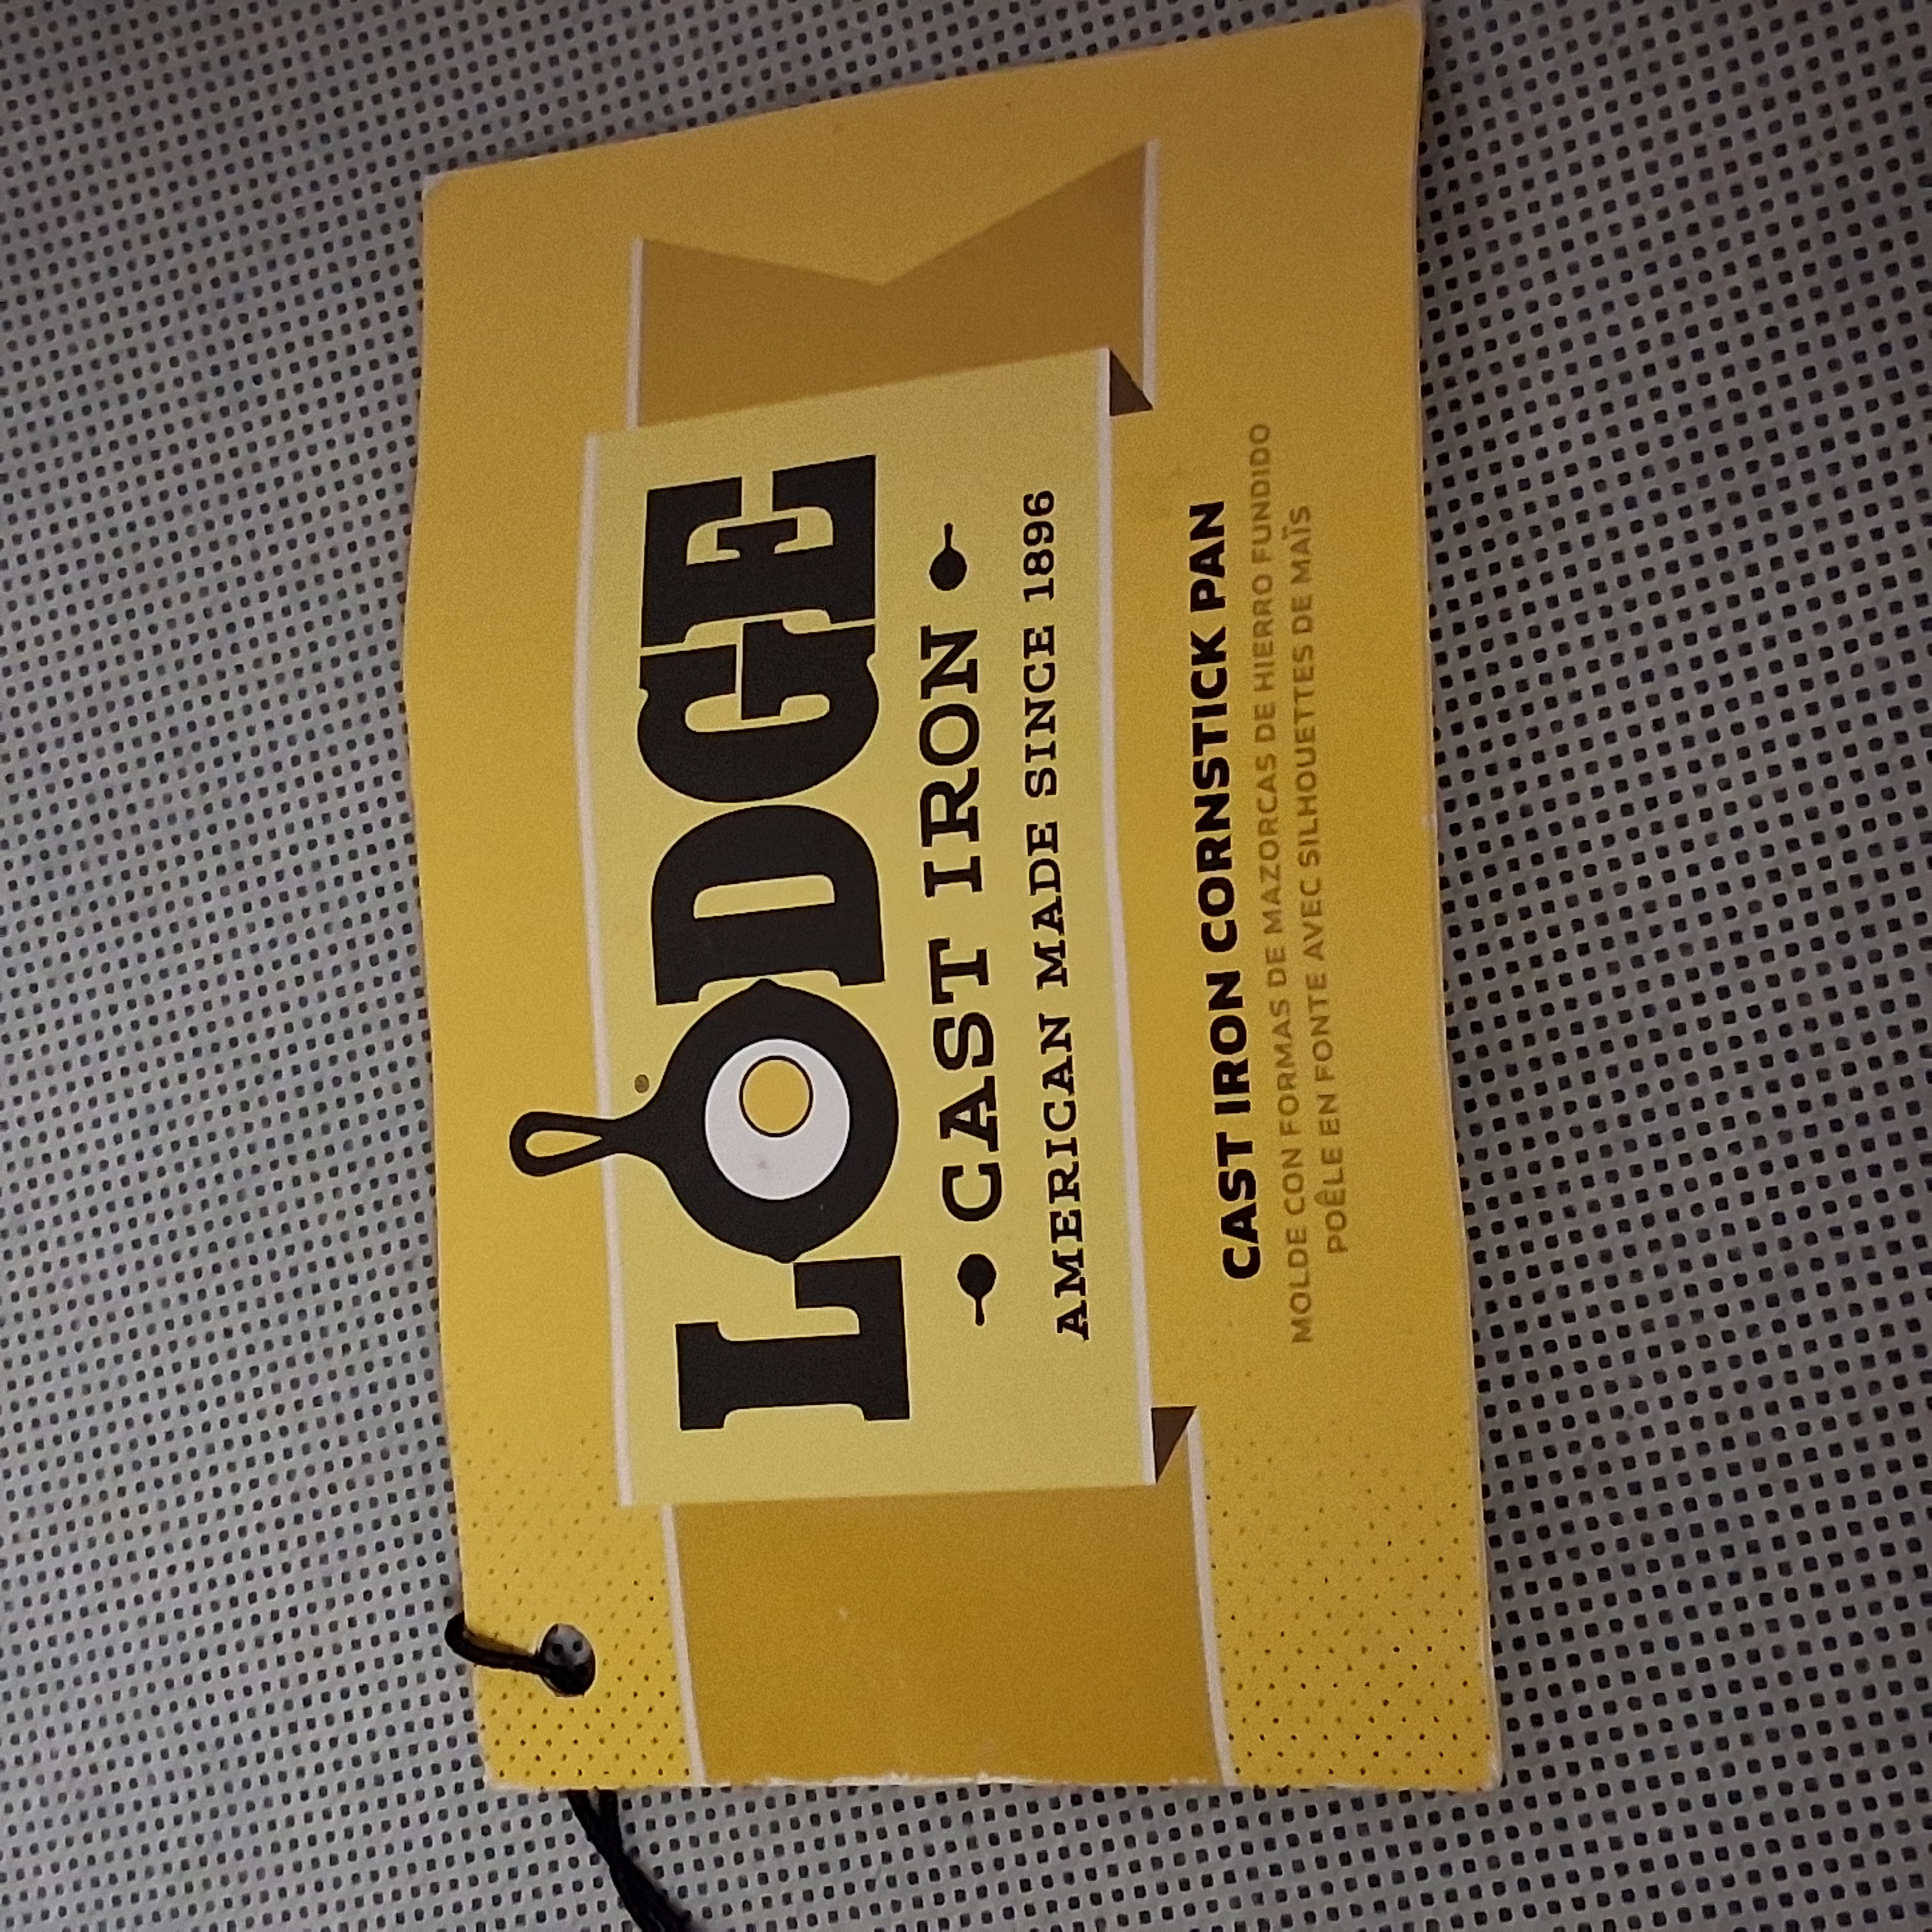 LODGE
CAST IRON
AMERICAN MADE SINCE 1896
CAST IRON CORNSTICK PAN
MOLDE CON FORMAS DE MAZORCAS DE HIERRO FUNDIDO
POÊLE EN FONTE AVEC SILHOUETTES DE MAÏS